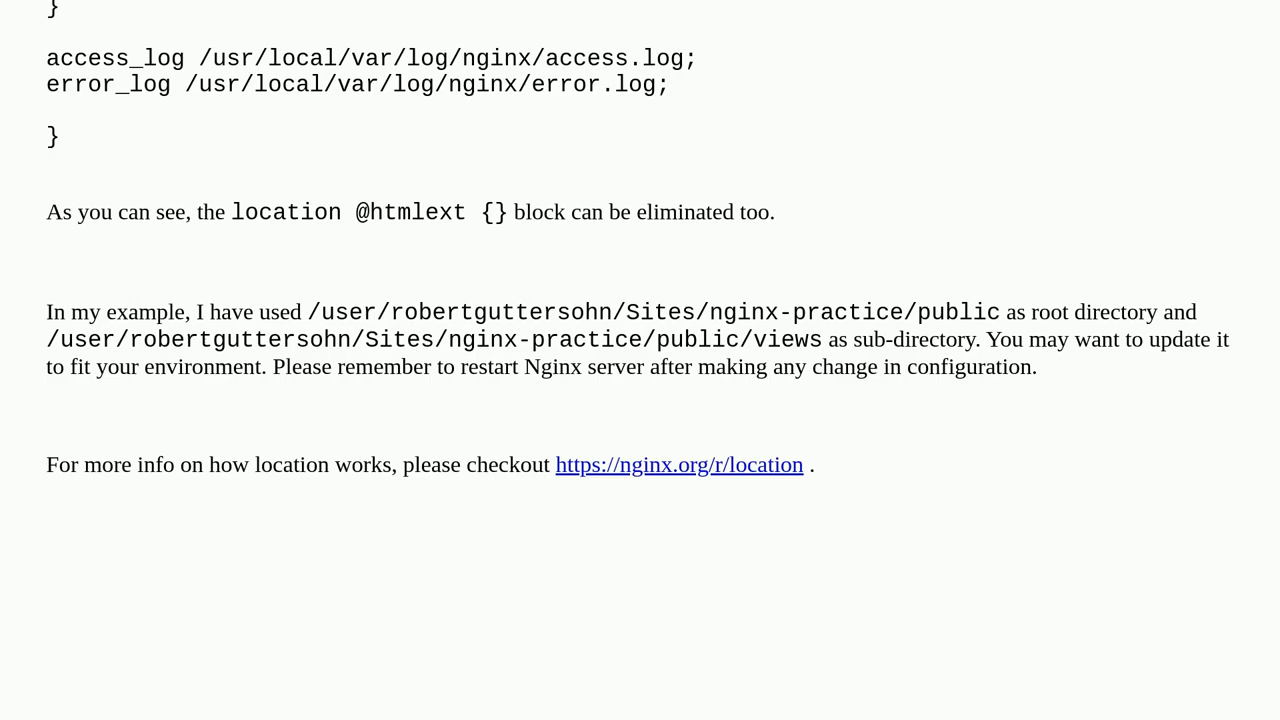 }
access_log /usr/local/var/log/nginx/access.log;
error_log /usr/local/var/log/nginx/error.log;
}
As you can see, the location @htmlext {} block can be eliminated too.
In my example, I have used /user/robertguttersohn/Sites/nginx-practice/public as root directory and
/user/robertguttersohn/Sites/nginx-practice/public/views as sub-directory. You may want to update it
to fit your environment. Please remember to restart Nginx server after making any change in configuration.
For more info on how location works, please checkout https://nginx.org/r/location .